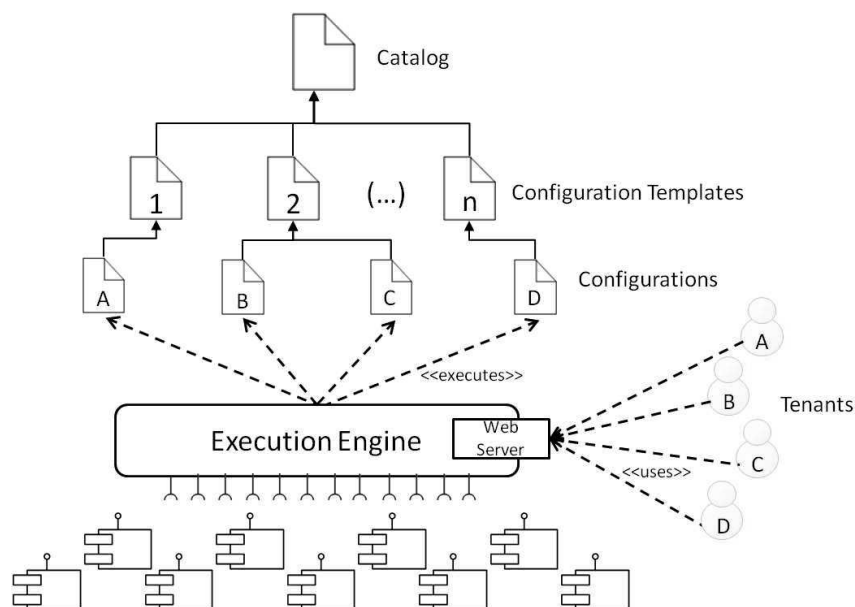 Catalog
1
2
(...)
n
Configuration Templates
A
B
C
D
Configurations
<<executes>>
A
B
Tenants
C
D
Execution Engine
Web
Server
<<uses>>